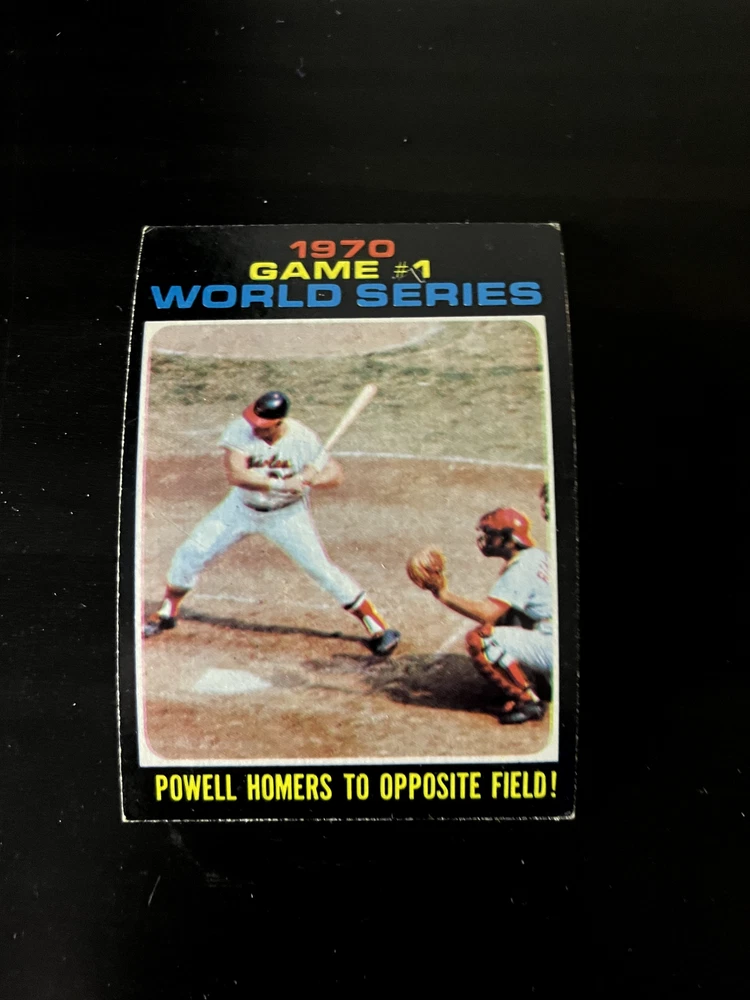 1970
GAME #1
WORLD SERIES
POWELL HOMERS TO OPPOSITE FIELD!